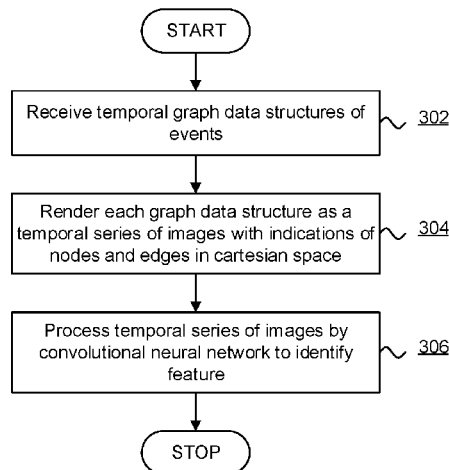 START
Receive temporal graph data structures of
events
302
Render each graph data structure as a
temporal series of images with indications of
nodes and edges in cartesian space
304
Process temporal series of images by
convolutional neural network to identify
feature
306
STOP